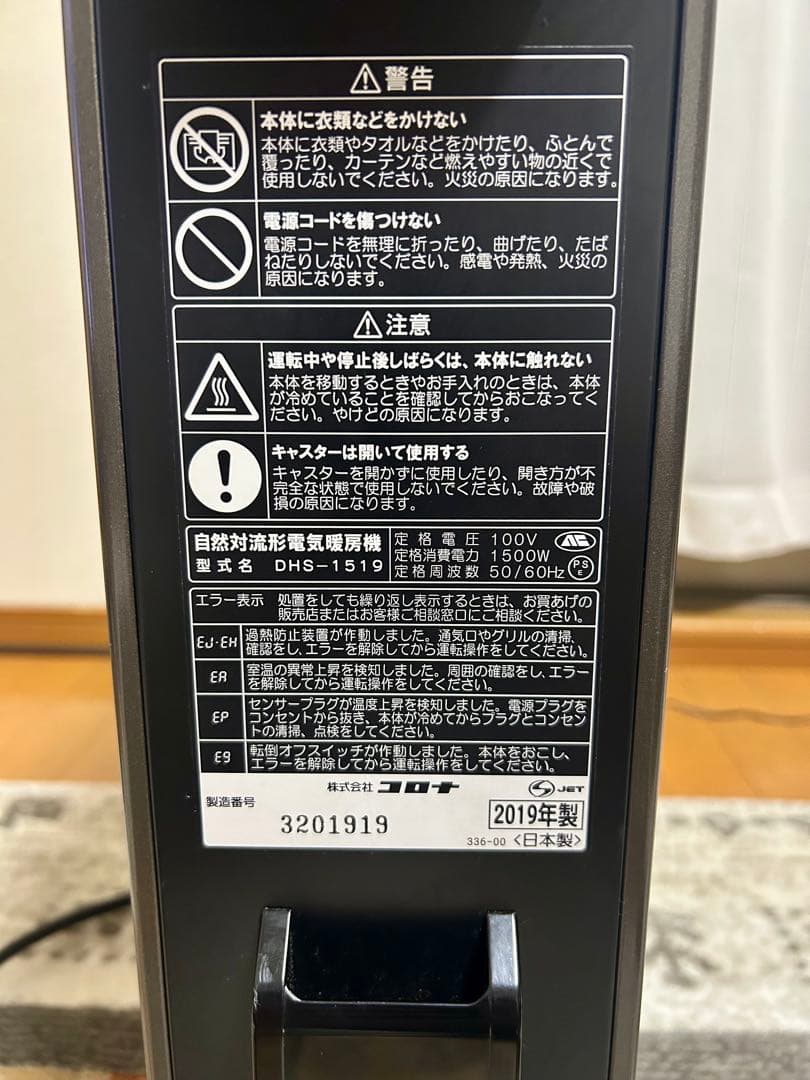 ⚠警告
本体に衣類などをかけない
本体に衣類やタオルなどをかけたり、ふとんで
覆ったり、カーテンなど燃えやすい物の近くで
使用しないでください。火災の原因になります。
電源コードを傷つけない
電源コードを無理に折ったり、曲げたり、たば
ねたりしないでください。感電や発熱、火災の
原因になります。
⚠注意
運転中や停止後しばらくは、本体に触れない
本体を移動するときやお手入れのときは、本体
が冷めていることを確認してからおこなってく
ださい。やけどの原因になります。
キャスターは開いて使用する
キャスターを開かずに使用したり、開き方が不
完全な状態で使用しないでください。故障や破
損の原因になります。
自然対流形電気暖房機
型式名 DHS-1519
定格電圧 100V
定格消費電力 1500W
定格周波数 50/60Hz
PS
E
エラー表示 処置をしても繰り返し表示するときは、お買あげの
販売店またはお客様ご相談窓口にご相談ください。
EJ・EH 過熱防止装置が作動しました。通気口やグリルの清掃、
確認をし、エラーを解除してから運転操作をしてください。
EA 室温の異常上昇を検知しました。周囲の確認をし、エラー
を解除してから運転操作をしてください。
EP センサープラグが温度上昇を検知しました。電源プラグを
コンセントから抜き、本体が冷めてからプラグとコンセン
トの清掃、点検をしてください。
E9 転倒オフスイッチが作動しました。本体をおこし、
エラーを解除してから運転操作をしてください。
株式会社 コロナ
JET
製造番号
3201919
2019年製
336-00 <日本製>